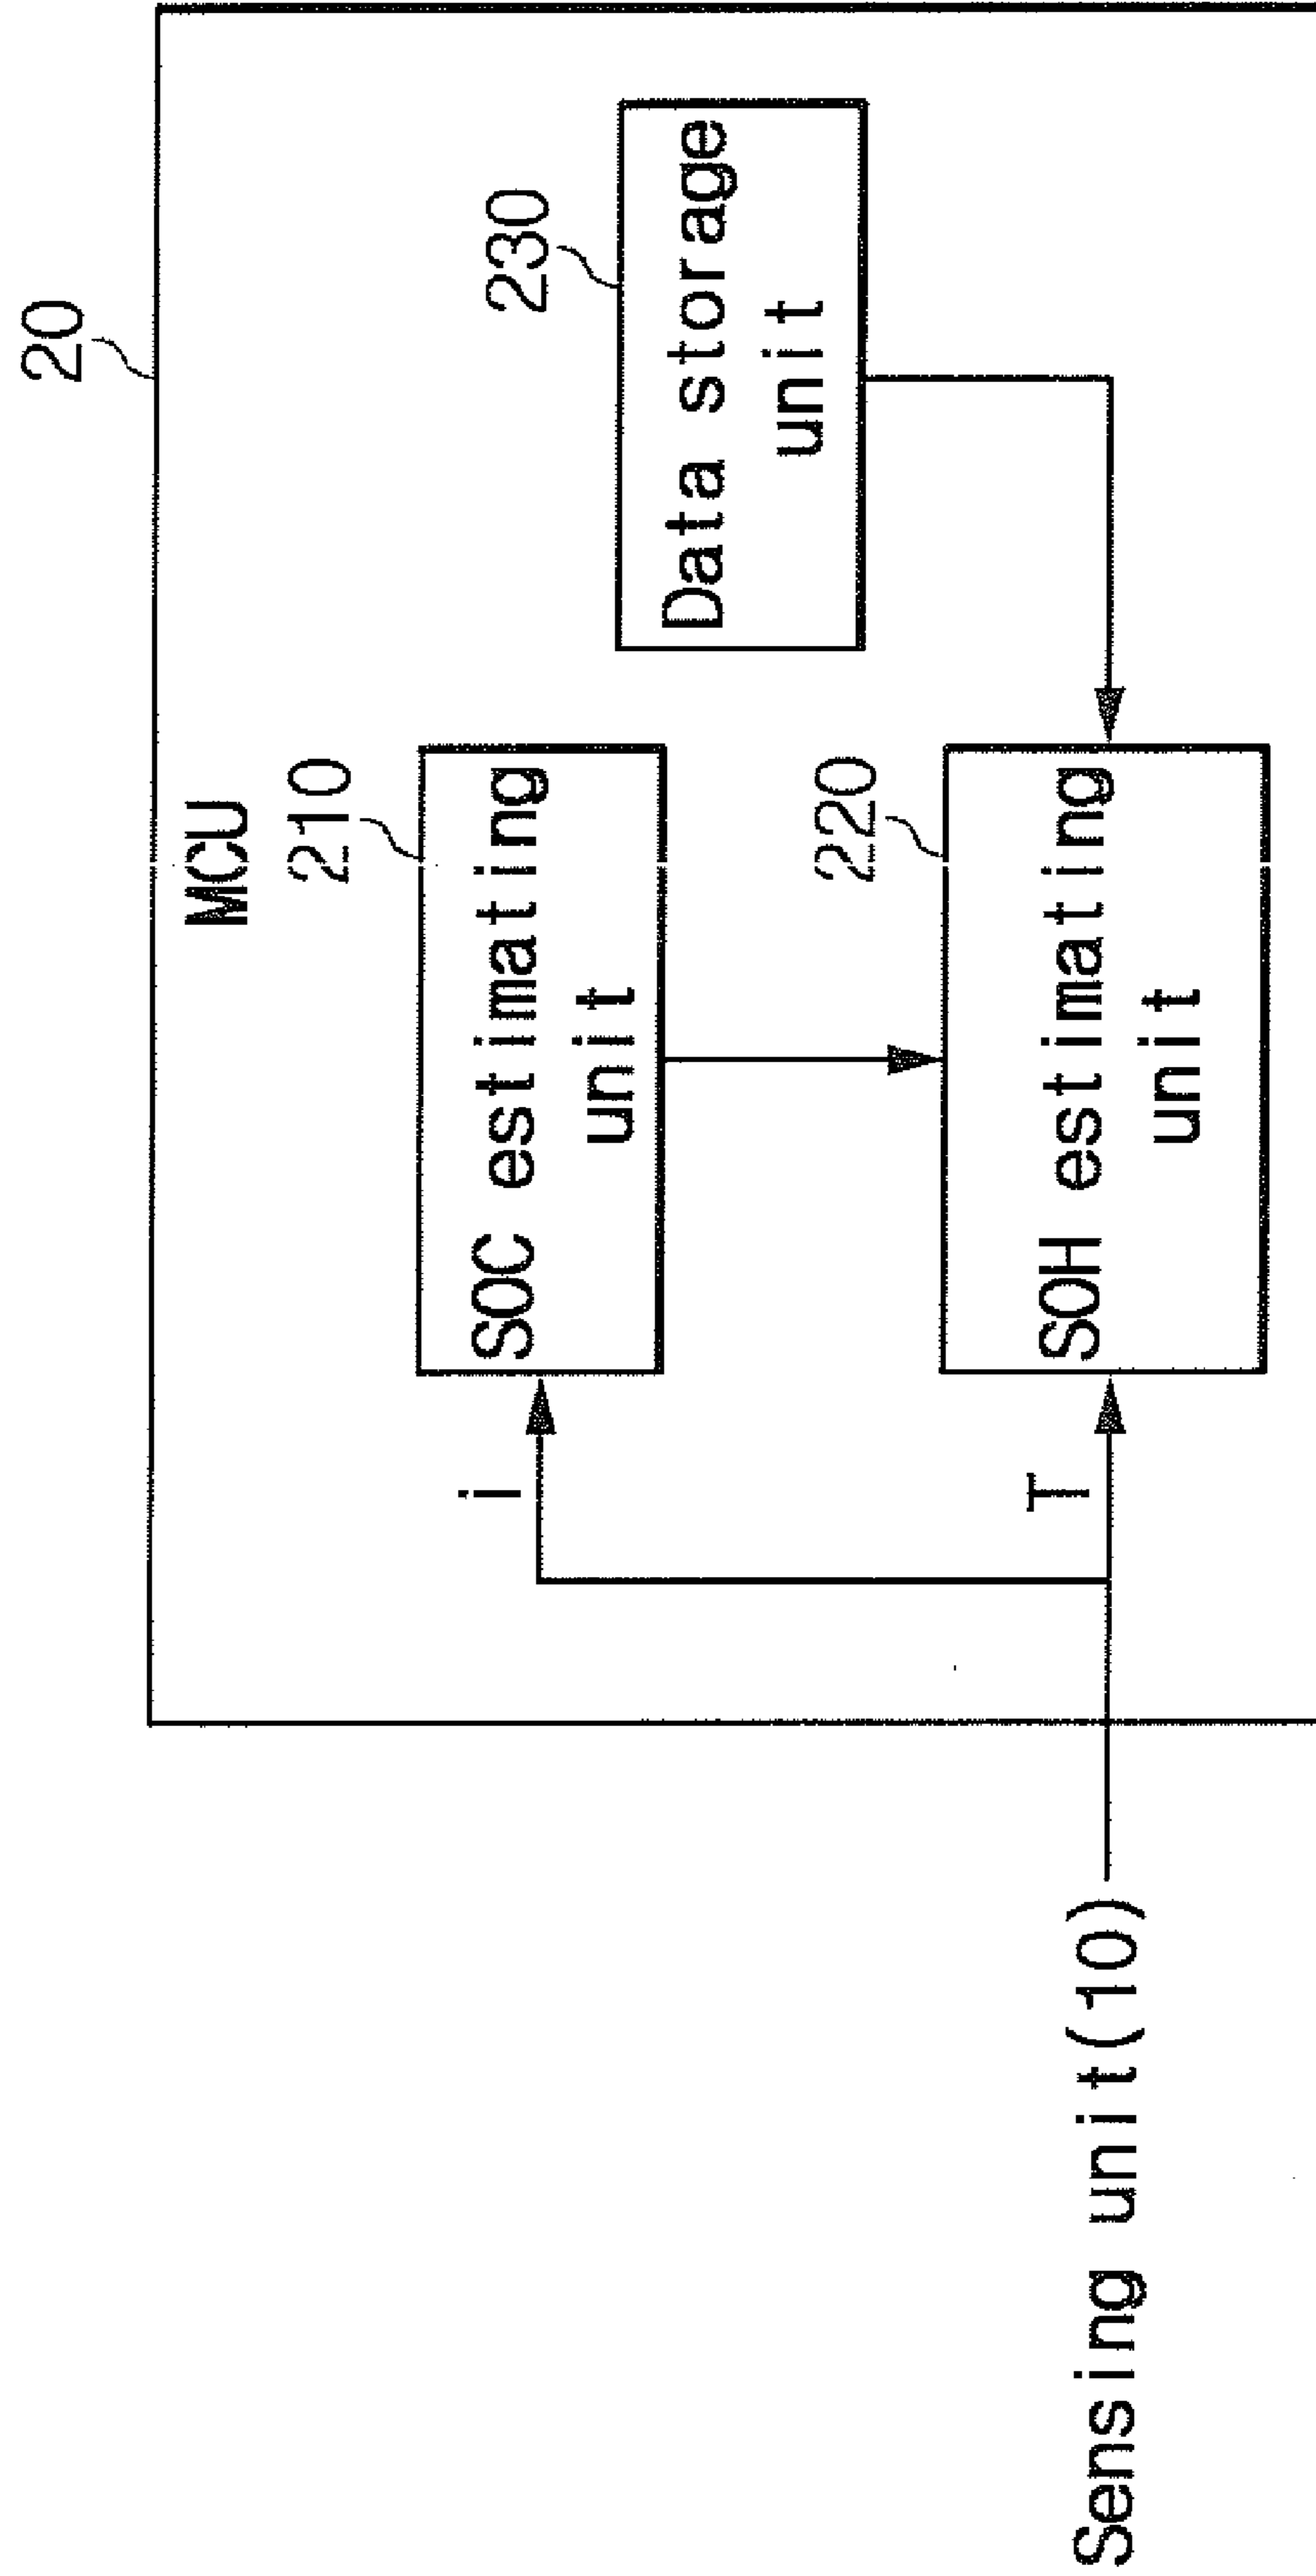 20
MCU
210
SOC estimating
unit
230
Data storage
unit
i
220
SOH estimating
unit
T
Sensing unit(10)